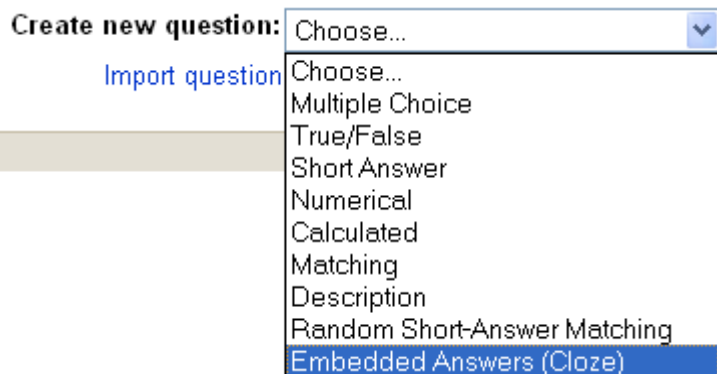 Create new question: Choose...
Import question Choose...
Multiple Choice
True/False
Short Answer
Numerical
Calculated
Matching
Description
Random Short-Answer Matching
Embedded Answers (Cloze)